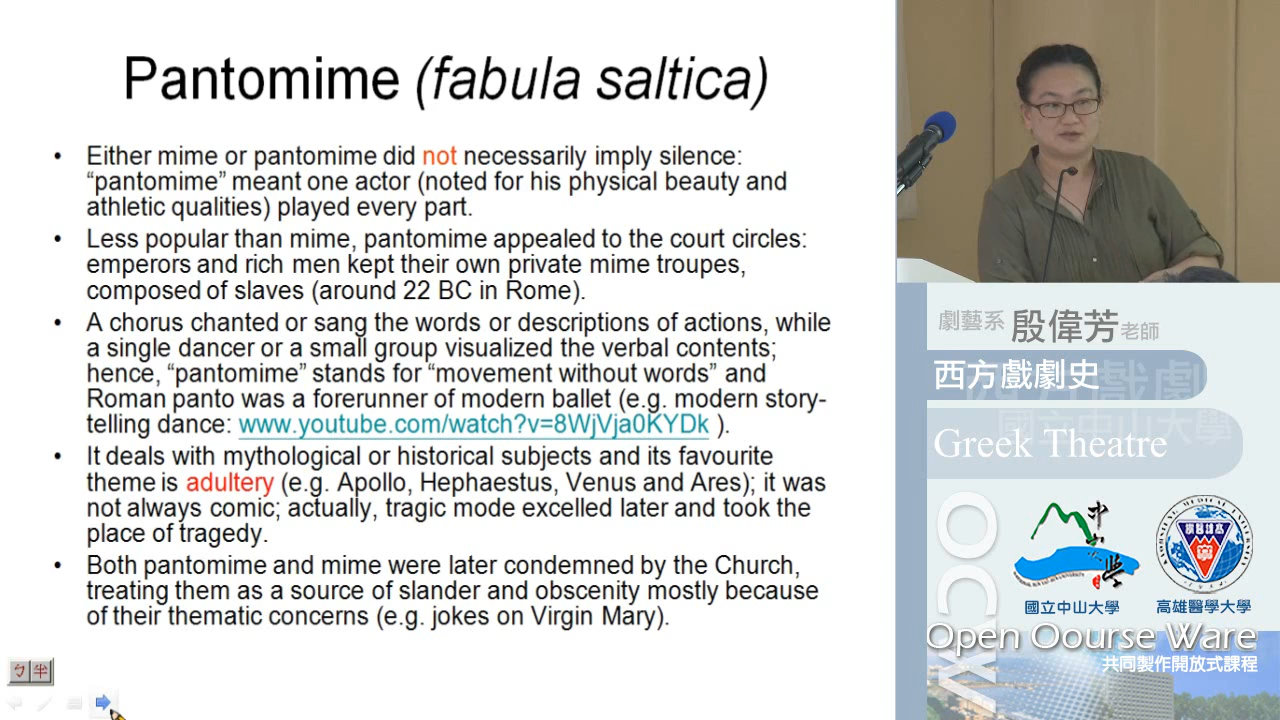 Pantomime (fabula saltica)
• Either mime or pantomime did not necessarily imply silence:
“pantomime” meant one actor (noted for his physical beauty and
athletic qualities) played every part.
• Less popular than mime, pantomime appealed to the court circles:
emperors and rich men kept their own private mime troupes,
composed of slaves (around 22 BC in Rome).
• A chorus chanted or sang the words or descriptions of actions, while
a single dancer or a small group visualized the verbal contents;
hence, “pantomime” stands for “movement without words” and
Roman panto was a forerunner of modern ballet (e.g. modern story-
telling dance: www.youtube.com/watch?v=8WjVja0KYDk ).
• It deals with mythological or historical subjects and its favourite
theme is adultery (e.g. Apollo, Hephaestus, Venus and Ares); it was
not always comic; actually, tragic mode excelled later and took the
place of tragedy.
• Both pantomime and mime were later condemned by the Church,
treating them as a source of slander and obscenity mostly because
of their thematic concerns (e.g. jokes on Virgin Mary).
ㄅ半
劇藝系 殷偉芳老師
西方戲劇史
Greek Theatre
OCW
中山大學
國立中山大學
高雄醫學大學
Open Oourse Ware
共同製作開放式課程